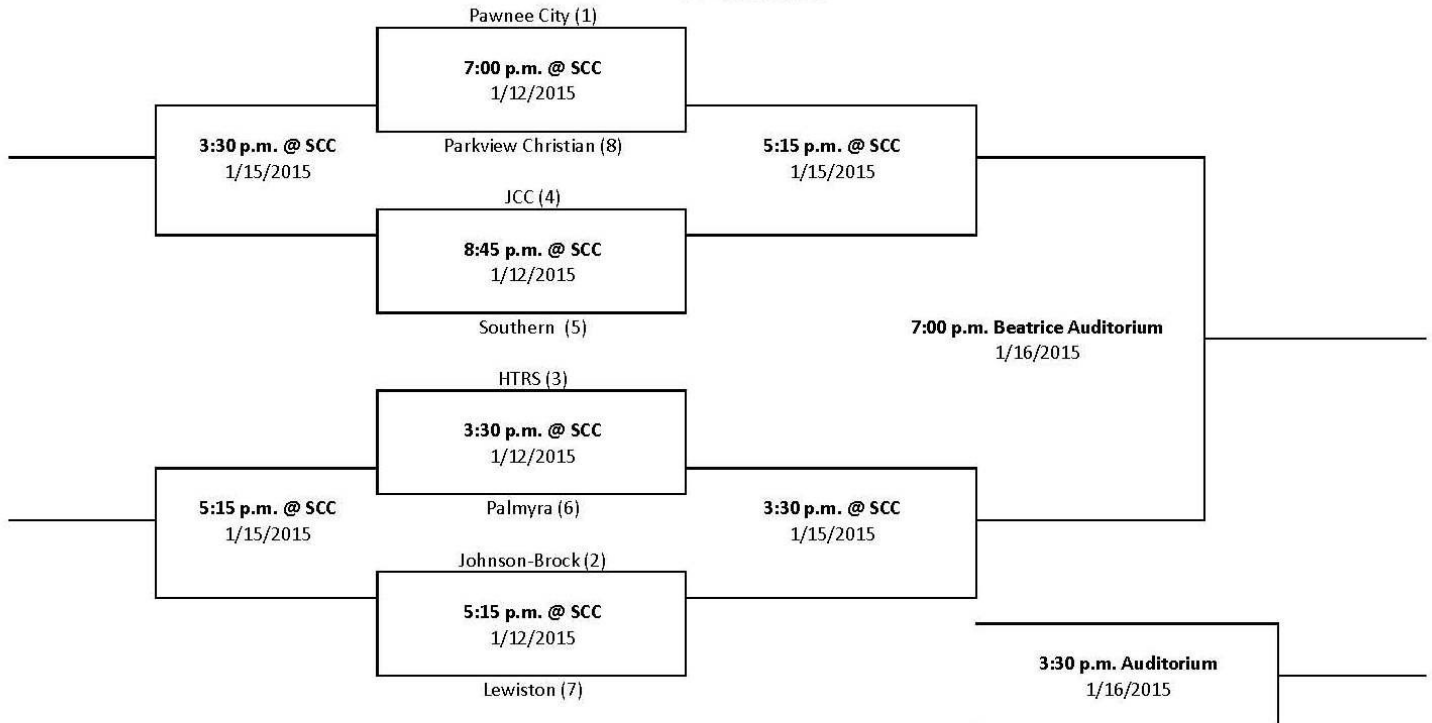 Pawnee City (1)
7:00 p.m. @ SCC
1/12/2015
Parkview Christian (8)
3:30 p.m. @ SCC
1/15/2015
5:15 p.m. @ SCC
1/15/2015
JCC (4)
8:45 p.m. @ SCC
1/12/2015
Southern (5)
7:00 p.m. Beatrice Auditorium
1/16/2015
HTRS (3)
3:30 p.m. @ SCC
1/12/2015
Palmyra (6)
5:15 p.m. @ SCC
1/15/2015
3:30 p.m. @ SCC
1/15/2015
Johnson-Brock (2)
5:15 p.m. @ SCC
1/12/2015
Lewiston (7)
3:30 p.m. Auditorium
1/16/2015